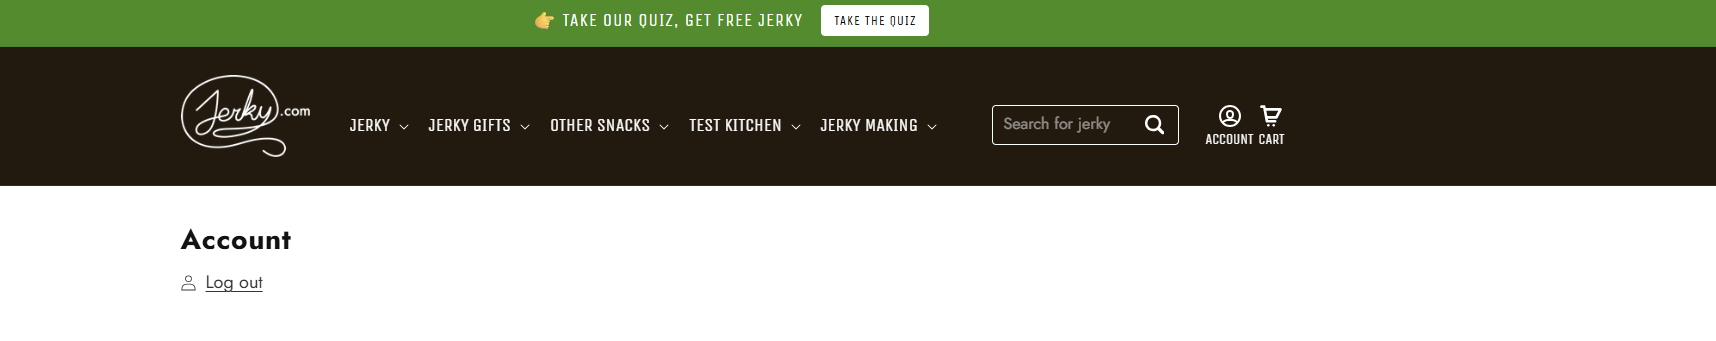 👉 TAKE OUR QUIZ, GET FREE JERKY TAKE THE QUIZ
Jerky.com
JERKY JERKY GIFTS OTHER SNACKS TEST KITCHEN JERKY MAKING
Search for jerky
ACCOUNT CART
Account
Log out